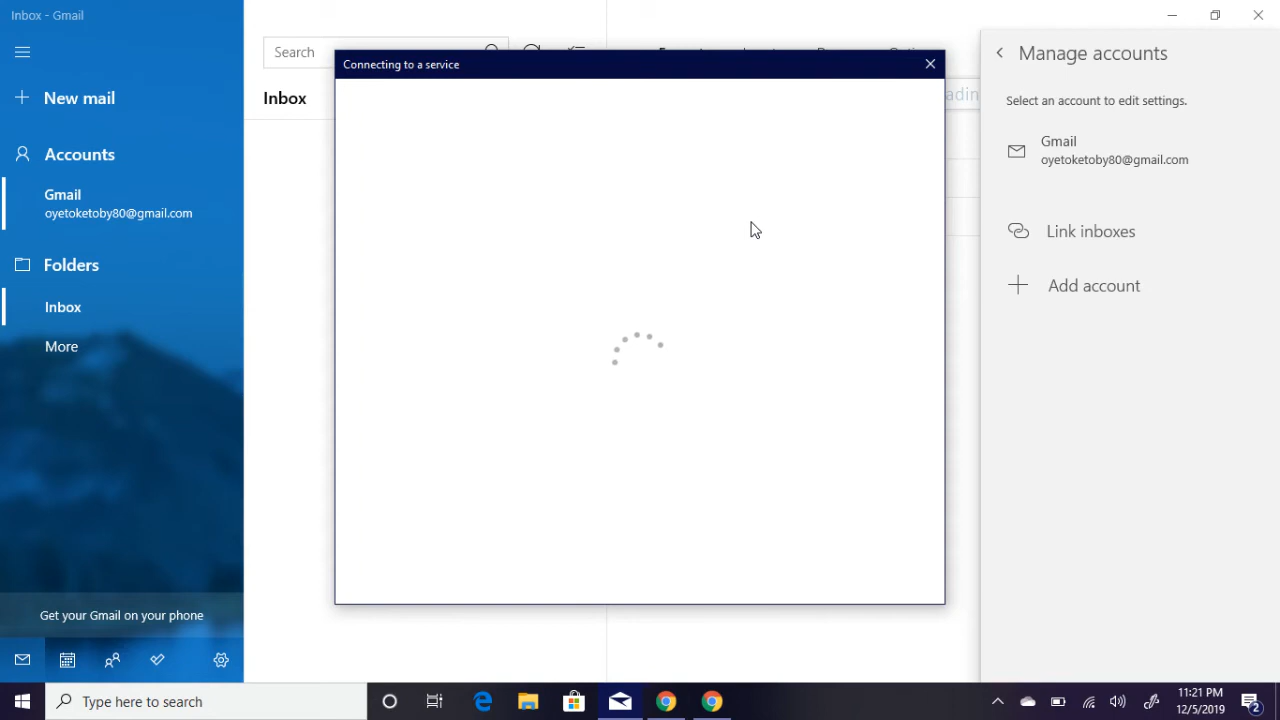 Inbox - Gmail
Search
Connecting to a service
Manage accounts
New mail
Inbox
adin
Select an account to edit settings.
Accounts
Gmail
oyetoketoby80@gmail.com
Gmail
oyetoketoby80@gmail.com
Folders
Link inboxes
Inbox
Add account
More
Get your Gmail on your phone
Type here to search
11:21 PM
12/5/2019
2